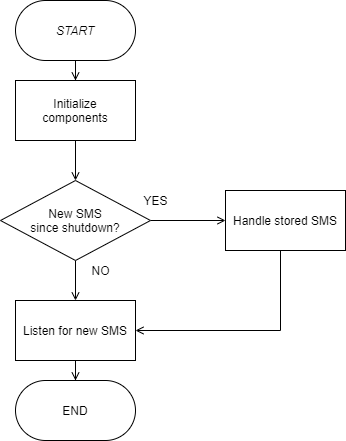 START
Initialize
components
New SMS
since shutdown?
YES
Handle stored SMS
NO
Listen for new SMS
END